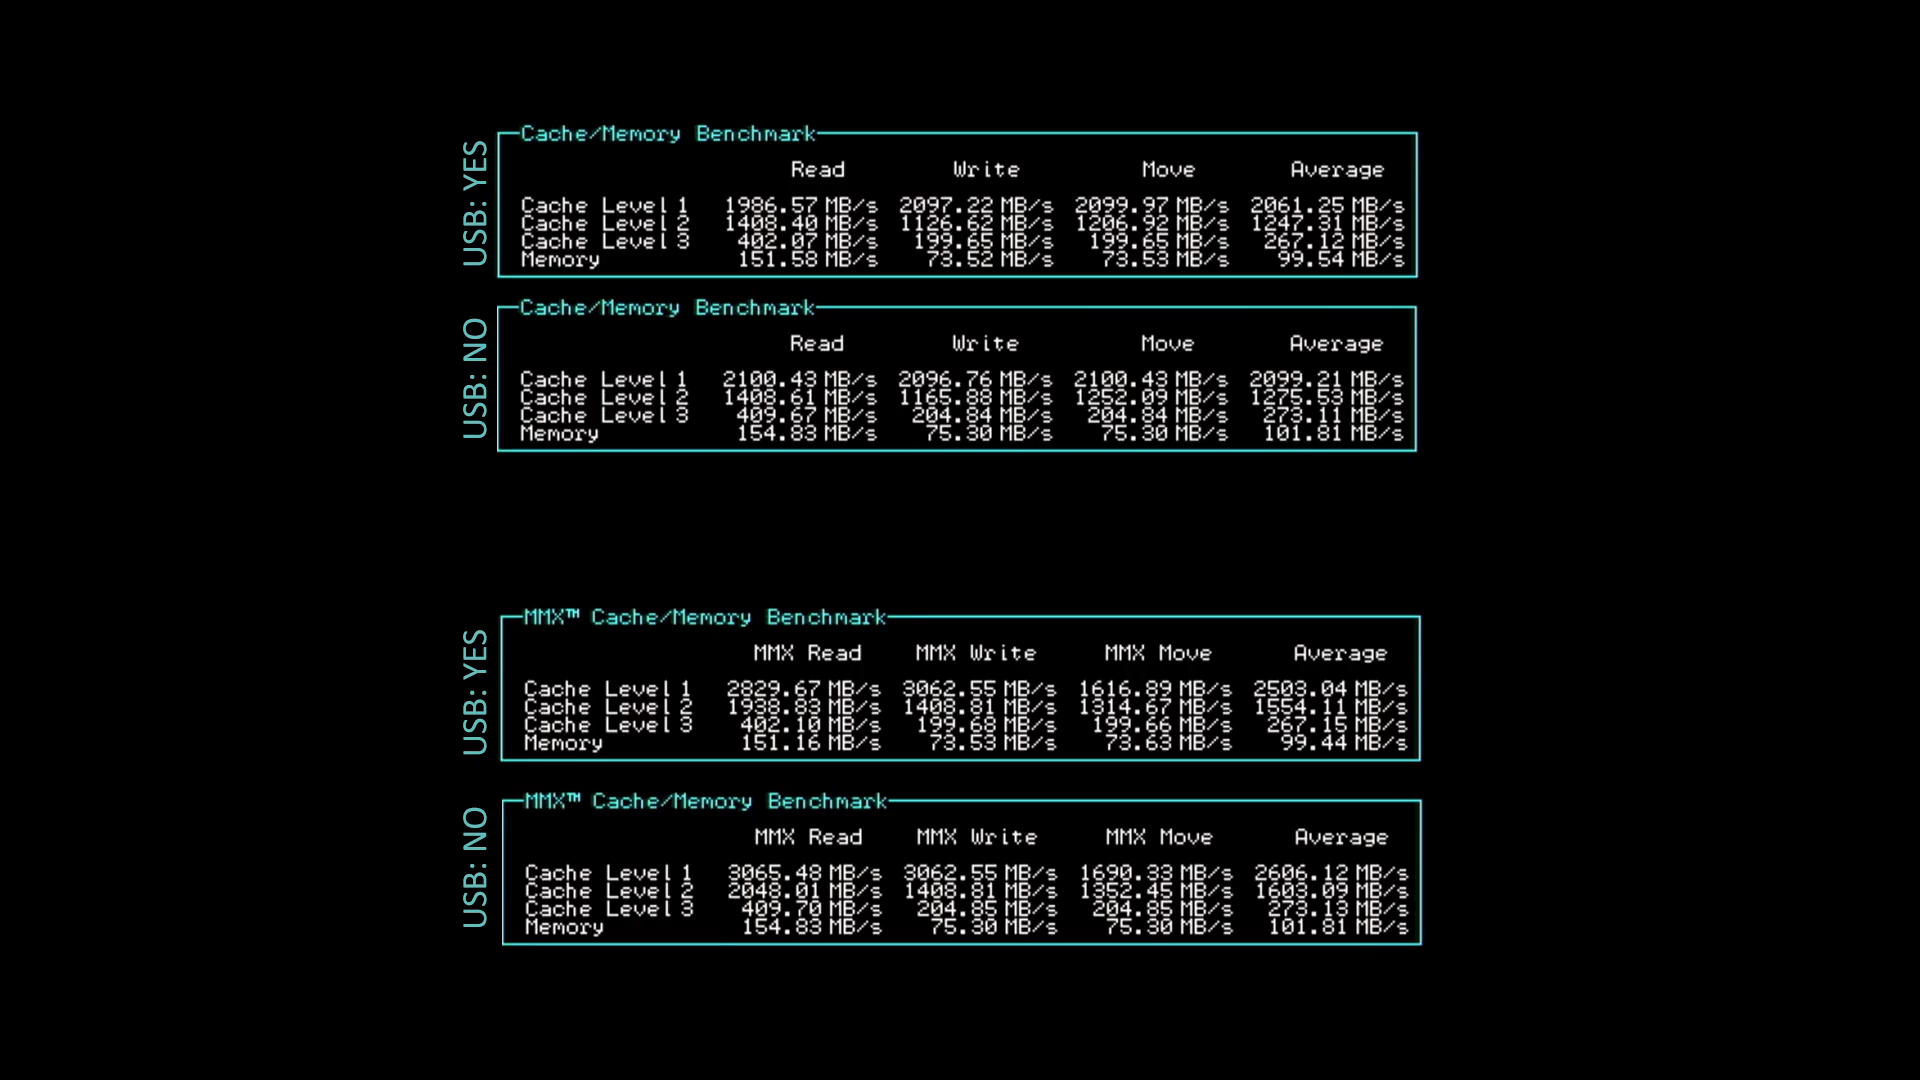 USB: YES
Cache/Memory Benchmark
Read Write Move Average
Cache Level 1 1986.57 MB/s 2097.22 MB/s 2099.97 MB/s 2061.25 MB/s
Cache Level 2 1408.40 MB/s 1126.62 MB/s 1206.92 MB/s 1247.31 MB/s
Cache Level 3 402.07 MB/s 199.65 MB/s 199.65 MB/s 267.12 MB/s
Memory 151.58 MB/s 73.52 MB/s 73.53 MB/s 99.54 MB/s
USB: NO
Cache/Memory Benchmark
Read Write Move Average
Cache Level 1 2100.43 MB/s 2096.76 MB/s 2100.43 MB/s 2099.21 MB/s
Cache Level 2 1408.61 MB/s 1165.88 MB/s 1252.09 MB/s 1275.53 MB/s
Cache Level 3 409.67 MB/s 204.84 MB/s 204.84 MB/s 273.11 MB/s
Memory 154.83 MB/s 75.30 MB/s 75.30 MB/s 101.81 MB/s
USB: YES
MMX™ Cache/Memory Benchmark
MMX Read MMX Write MMX Move Average
Cache Level 1 2829.67 MB/s 3062.55 MB/s 1616.89 MB/s 2503.04 MB/s
Cache Level 2 1938.83 MB/s 1408.81 MB/s 1314.67 MB/s 1554.11 MB/s
Cache Level 3 402.10 MB/s 199.68 MB/s 199.66 MB/s 267.15 MB/s
Memory 151.16 MB/s 73.53 MB/s 73.63 MB/s 99.44 MB/s
USB: NO
MMX™ Cache/Memory Benchmark
MMX Read MMX Write MMX Move Average
Cache Level 1 3065.48 MB/s 3062.55 MB/s 1690.33 MB/s 2606.12 MB/s
Cache Level 2 2048.01 MB/s 1408.81 MB/s 1352.45 MB/s 1603.09 MB/s
Cache Level 3 409.70 MB/s 204.85 MB/s 204.85 MB/s 273.13 MB/s
Memory 154.83 MB/s 75.30 MB/s 75.30 MB/s 101.81 MB/s